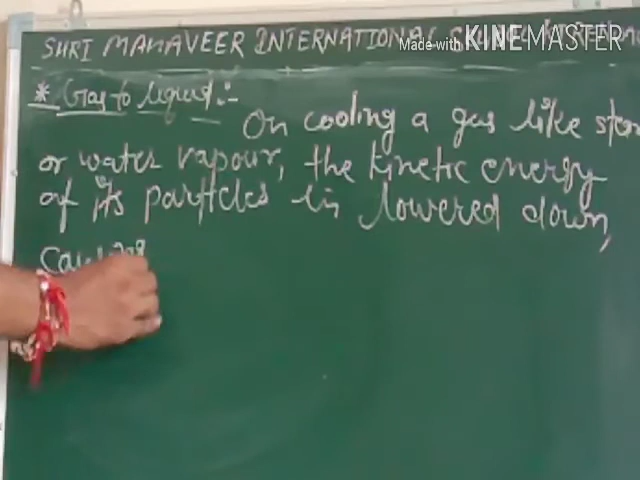 SHRI MAHAVEER INTERNATIONAL
Made with KINEMASTER
* Gas to liquid :-
On cooling a gas like
or water vapour, the kinetic energy
of its particles is lowered down,